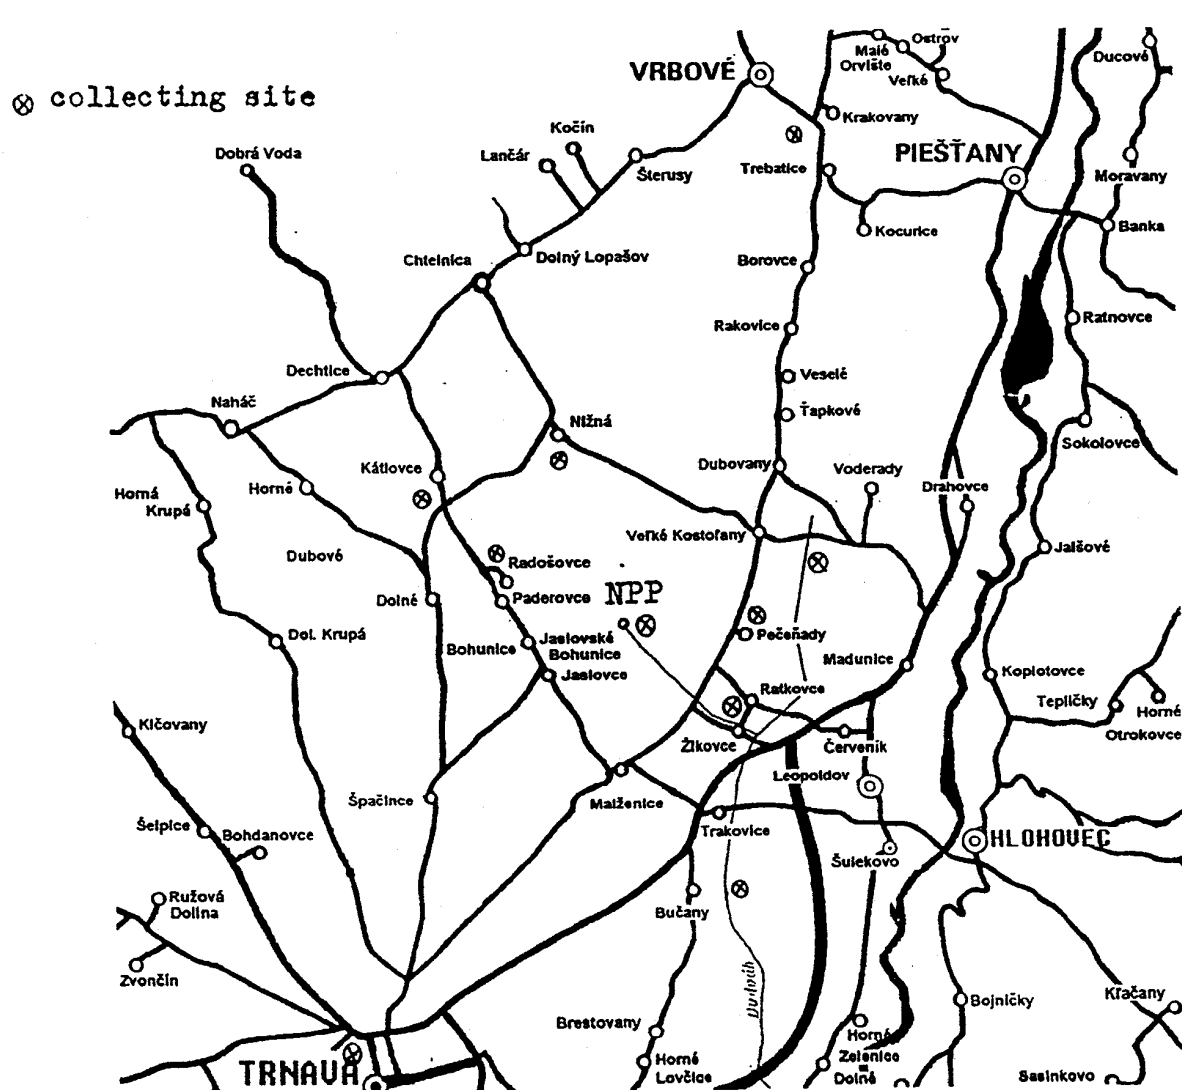 Ostrov
Malé
Orvište
Veľké
Ducové
VRBOVÉ
collecting site
Krakovany
Kočín
Dobrá Voda
Lančár
PIEŠŤANY
Trebatice
Šterusy
Moravany
Kocurice
Banka
Chtelnica
Dolný Lopašov
Borovce
Ratnovce
Rakovice
Dechtice
Veselé
Naháč
Ťapkové
Nižná
Sokolovce
Kátlovce
Dubovany
Voderady
Horná
Krupá
Horné
Drahovce
Veľké Kostoľany
Jalšové
Dubové
Radošovce
NPP
Dolné
Paderovce
Dol. Krupá
Pečeňady
Jaslovské
Bohunice
Bohunice
Madunice
Koplotovce
Jaslovce
Ratkovce
Tepličky
Horné
Otrokovce
Klčovany
Žlkovce
Červeník
Leopoldov
Špačince
Malženice
Šelpice
Bohdanovce
Trakovice
HLOHOVEC
Šulekovo
Ružová
Dolina
Bučany
Zvončín
Dudváh
Bojničky
Kľačany
Brestovany
Horné
Zelenice
Dolné
Horné
Lovčice
TRNAVA
Sasinkovo